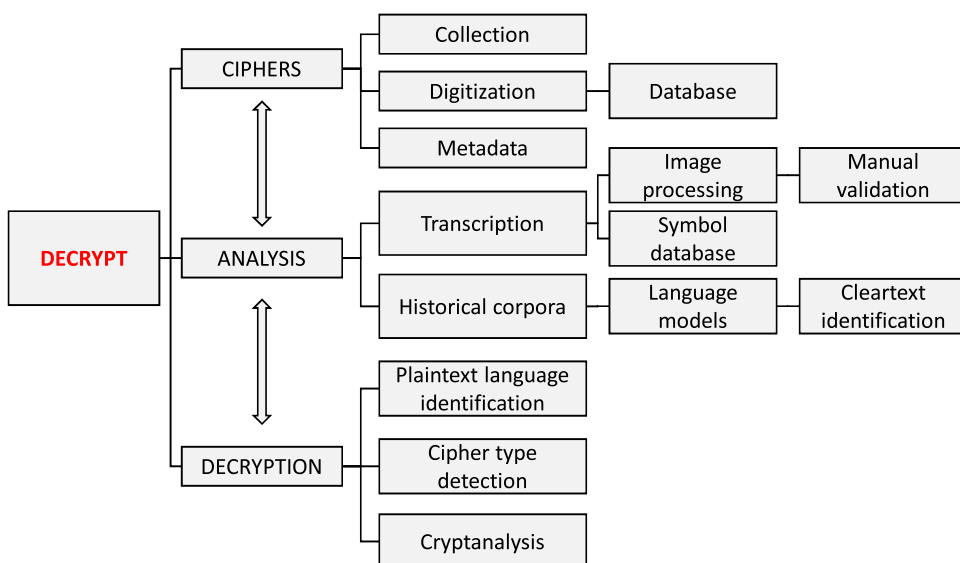 DECRYPT
CIPHERS
Collection
Digitization
Database
Metadata
ANALYSIS
Transcription
Image
processing
Manual
validation
Symbol
database
Historical corpora
Language
models
Cleartext
identification
DECRYPTION
Plaintext language
identification
Cipher type
detection
Cryptanalysis